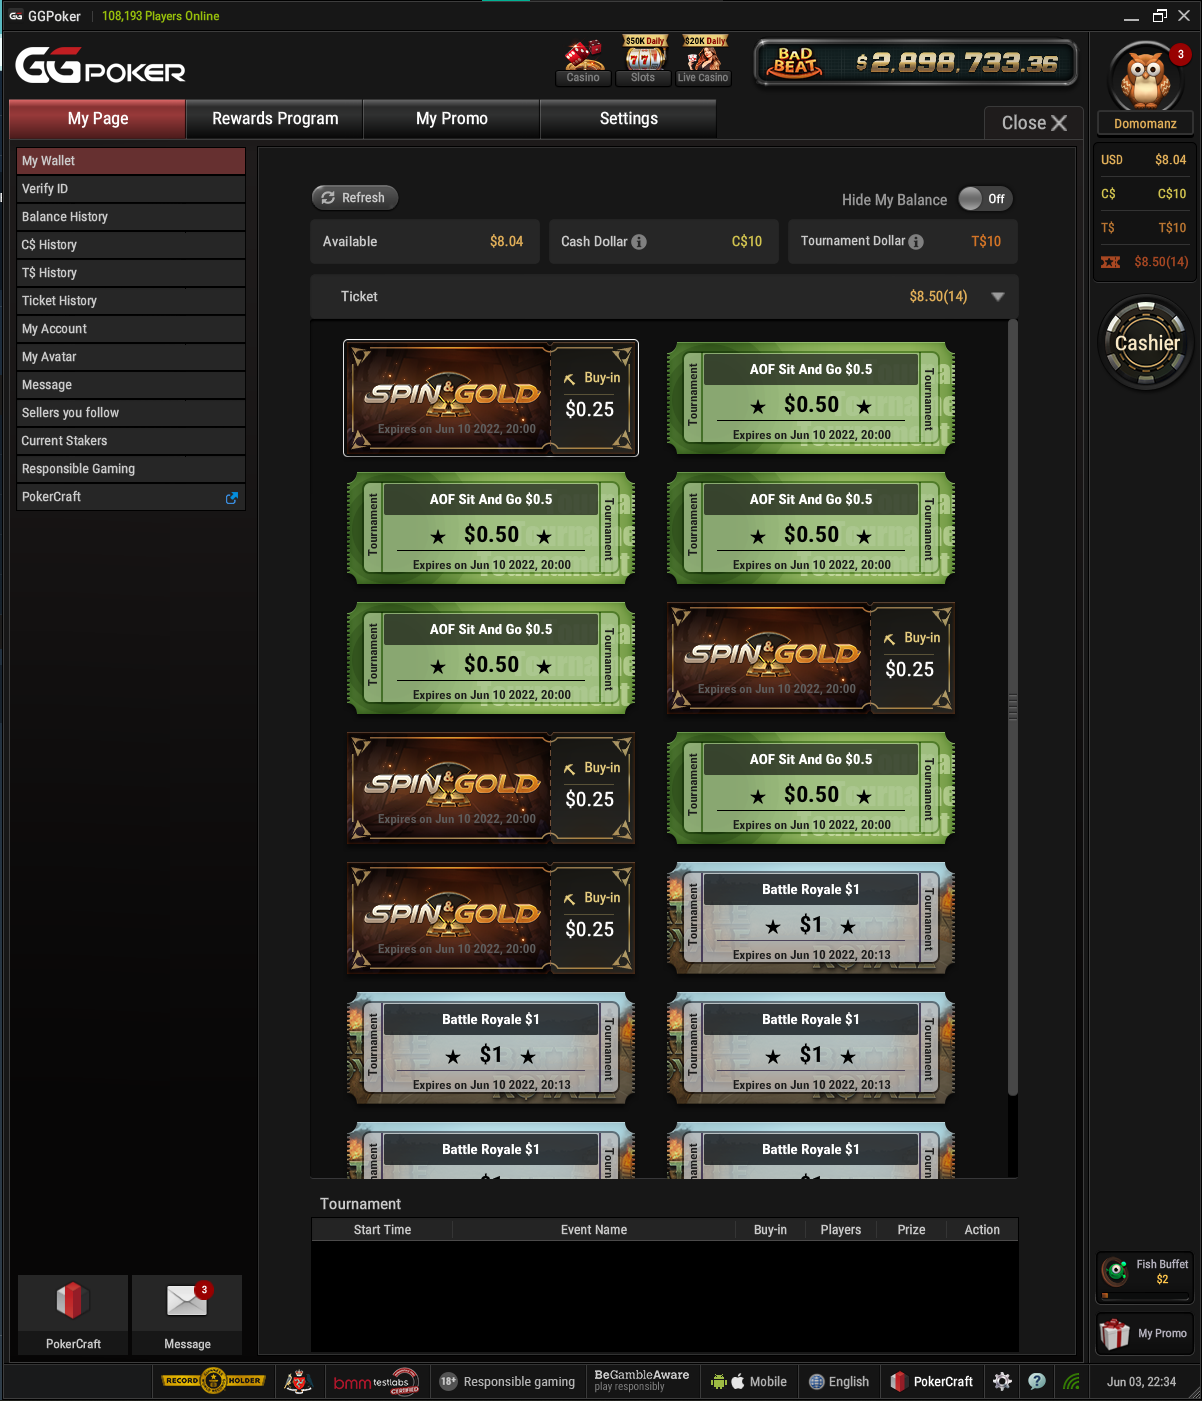 GGPoker | 108,193 Players Online
GGPOKER
Casino
$50K Daily
Slots
$20K Daily
Live Casino
BAD BEAT
$ 2,898,733.36
3
Domomanz
My Page
Rewards Program
My Promo
Settings
Close
USD $8.04
C$ C$10
T$ T$10
$8.50(14)
Cashier
My Wallet
Verify ID
Balance History
C$ History
T$ History
Ticket History
My Account
My Avatar
Message
Sellers you follow
Current Stakers
Responsible Gaming
PokerCraft
Refresh
Hide My Balance Off
Available $8.04
Cash Dollar C$10
Tournament Dollar T$10
Ticket $8.50(14)
SPIN & GOLD
Buy-in
$0.25
Expires on Jun 10 2022, 20:00
Tournament
AOF Sit And Go $0.5
★ $0.50 ★
Expires on Jun 10 2022, 20:00
Tournament
Tournament
AOF Sit And Go $0.5
★ $0.50 ★
Expires on Jun 10 2022, 20:00
Tournament
Tournament
AOF Sit And Go $0.5
★ $0.50 ★
Expires on Jun 10 2022, 20:00
Tournament
Tournament
AOF Sit And Go $0.5
★ $0.50 ★
Expires on Jun 10 2022, 20:00
Tournament
SPIN & GOLD
Buy-in
$0.25
Expires on Jun 10 2022, 20:00
SPIN & GOLD
Buy-in
$0.25
Expires on Jun 10 2022, 20:00
Tournament
AOF Sit And Go $0.5
★ $0.50 ★
Expires on Jun 10 2022, 20:00
Tournament
SPIN & GOLD
Buy-in
$0.25
Expires on Jun 10 2022, 20:00
Tournament
Battle Royale $1
★ $1 ★
Expires on Jun 10 2022, 20:13
Tournament
Tournament
Battle Royale $1
★ $1 ★
Expires on Jun 10 2022, 20:13
Tournament
Tournament
Battle Royale $1
★ $1 ★
Expires on Jun 10 2022, 20:13
Tournament
Battle Royale $1
Battle Royale $1
Tournament
Start Time Event Name Buy-in Players Prize Action
Fish Buffet
$2
My Promo
PokerCraft
3
Message
RECORD HOLDER
bmm testlabs CERTIFIED
18+ Responsible gaming
BeGambleAware
play responsibly
Mobile
English
PokerCraft
Jun 03, 22:34